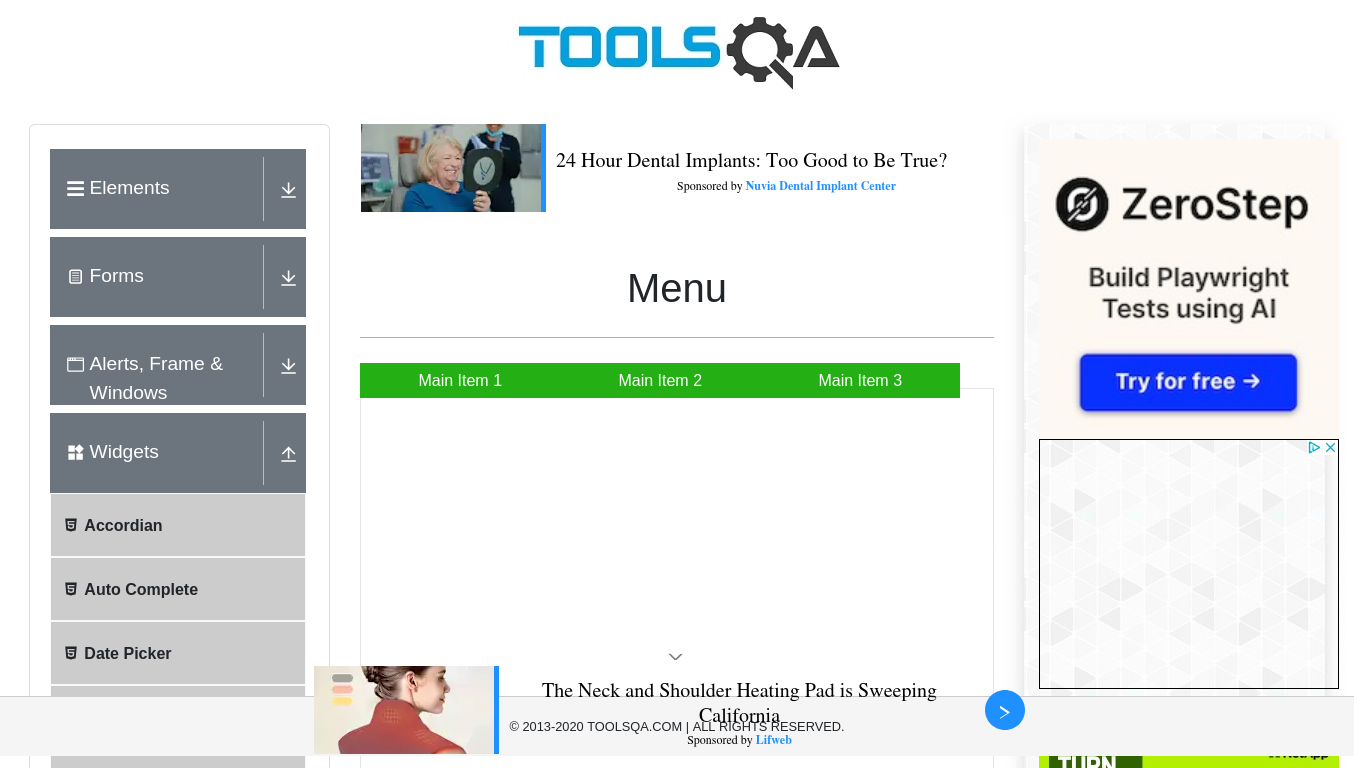 TOOLSQA
Elements
Forms
Alerts, Frame &
Windows
Widgets
Accordian
Auto Complete
Date Picker
24 Hour Dental Implants: Too Good to Be True?
Sponsored by Nuvia Dental Implant Center
Menu
Main Item 1
Main Item 2
Main Item 3
ZeroStep
Build Playwright
Tests using AI
Try for free →
The Neck and Shoulder Heating Pad is Sweeping
California
© 2013-2020 TOOLSQA.COM | ALL RIGHTS RESERVED.
Sponsored by Lifweb
TURN
NetApp